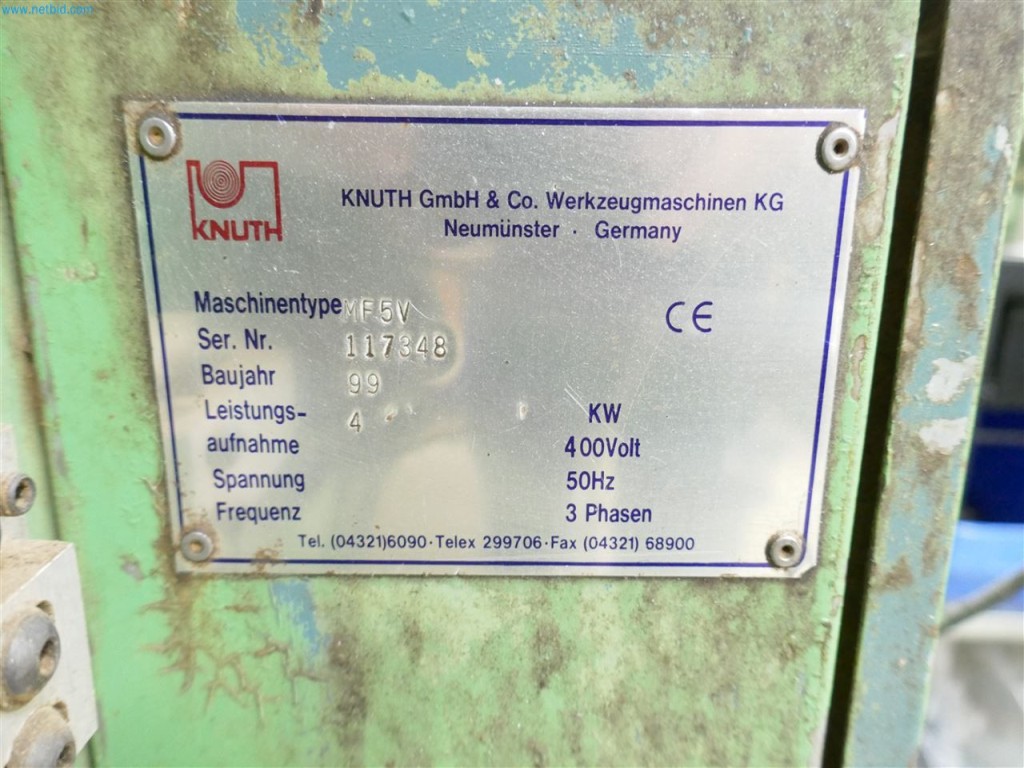 www.netbid.com
KNUTH
KNUTH GmbH & Co. Werkzeugmaschinen KG
Neumünster · Germany
CE
Maschinentype MF5V
Ser. Nr. 117348
Baujahr 99
Leistungs-
aufnahme 4 KW
400Volt
Spannung 50Hz
Frequenz 3 Phasen
Tel. (04321)6090·Telex 299706·Fax (04321) 68900